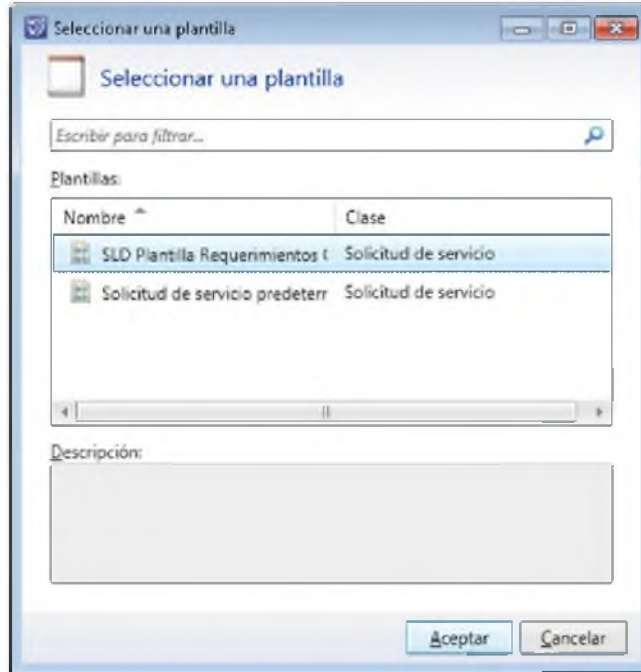 Seleccionar una plantilla
Seleccionar una plantilla
Escribir para filtrar...
Plantillas:
Nombre Clase
SLD Plantilla Requerimientos Solicitud de servicio
Solicitud de servicio predeterr Solicitud de servicio
Descripción:
Aceptar Cancelar